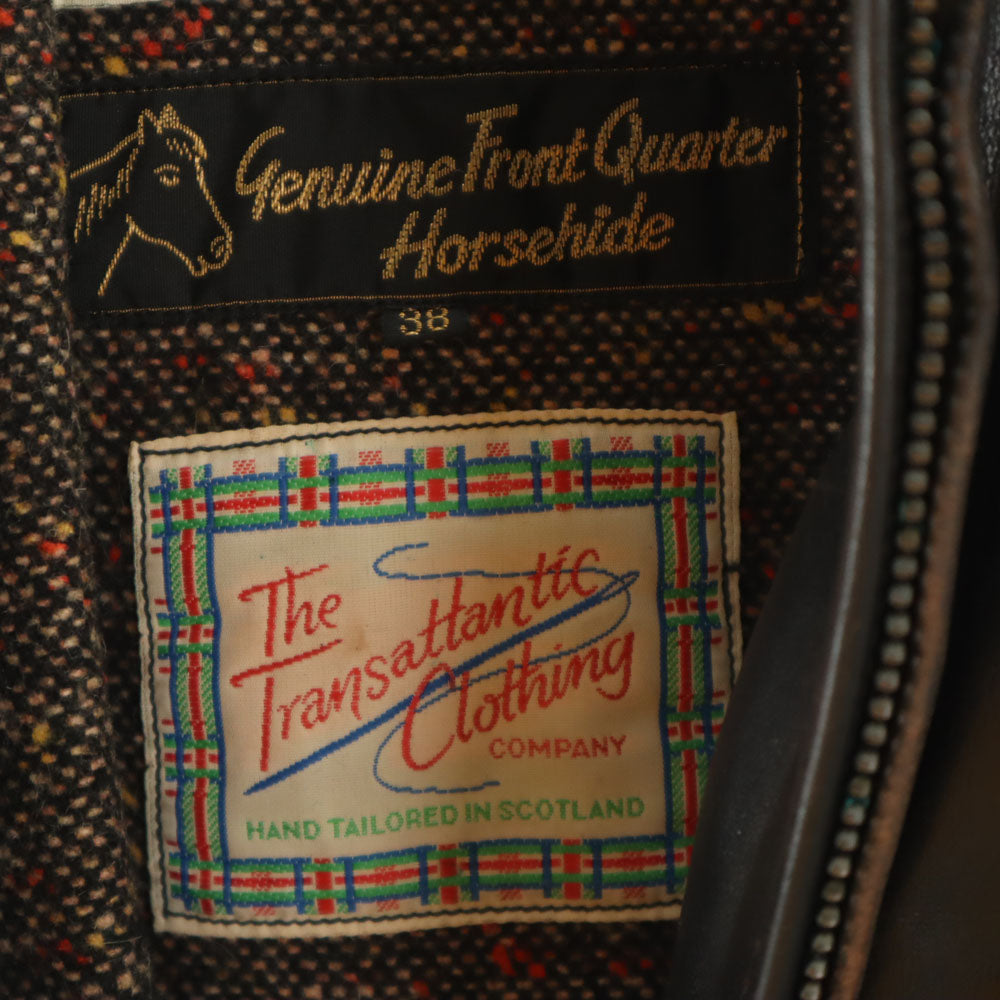 Genuine Front Quarter
Horsehide
38
The
Transatlantic
Clothing
COMPANY
HAND TAILORED IN SCOTLAND